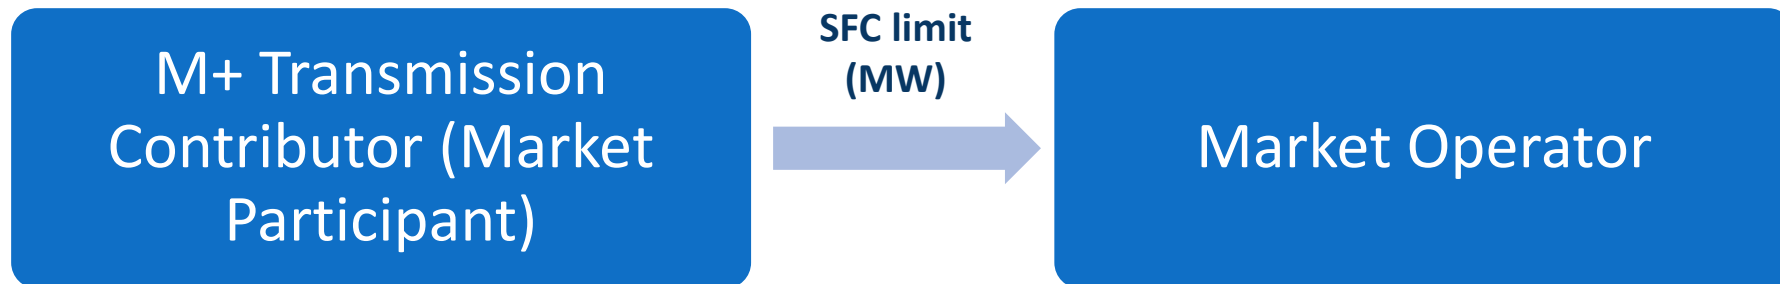 M+ Transmission
Contributor (Market
Participant)
SFC limit
(MW)
Market Operator